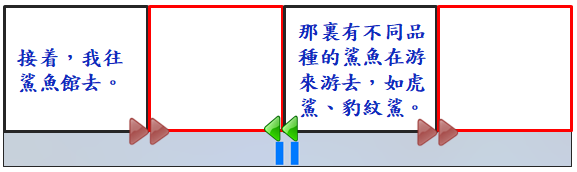 接着，我往
鯊魚館去。
那裏有不同品
種的鯊魚在游
來游去，如虎
鯊、豹紋鯊。